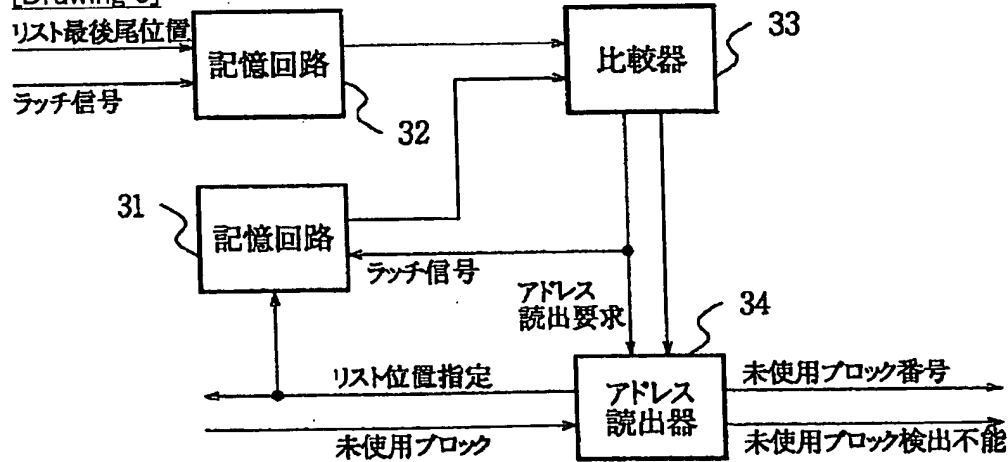 リスト最後尾位置
ラッチ信号
記憶回路
32
比較器
33
31
記憶回路
ラッチ信号
アドレス
読出要求
34
リスト位置指定
未使用ブロック
アドレス
読出器
未使用ブロック番号
未使用ブロック検出不能